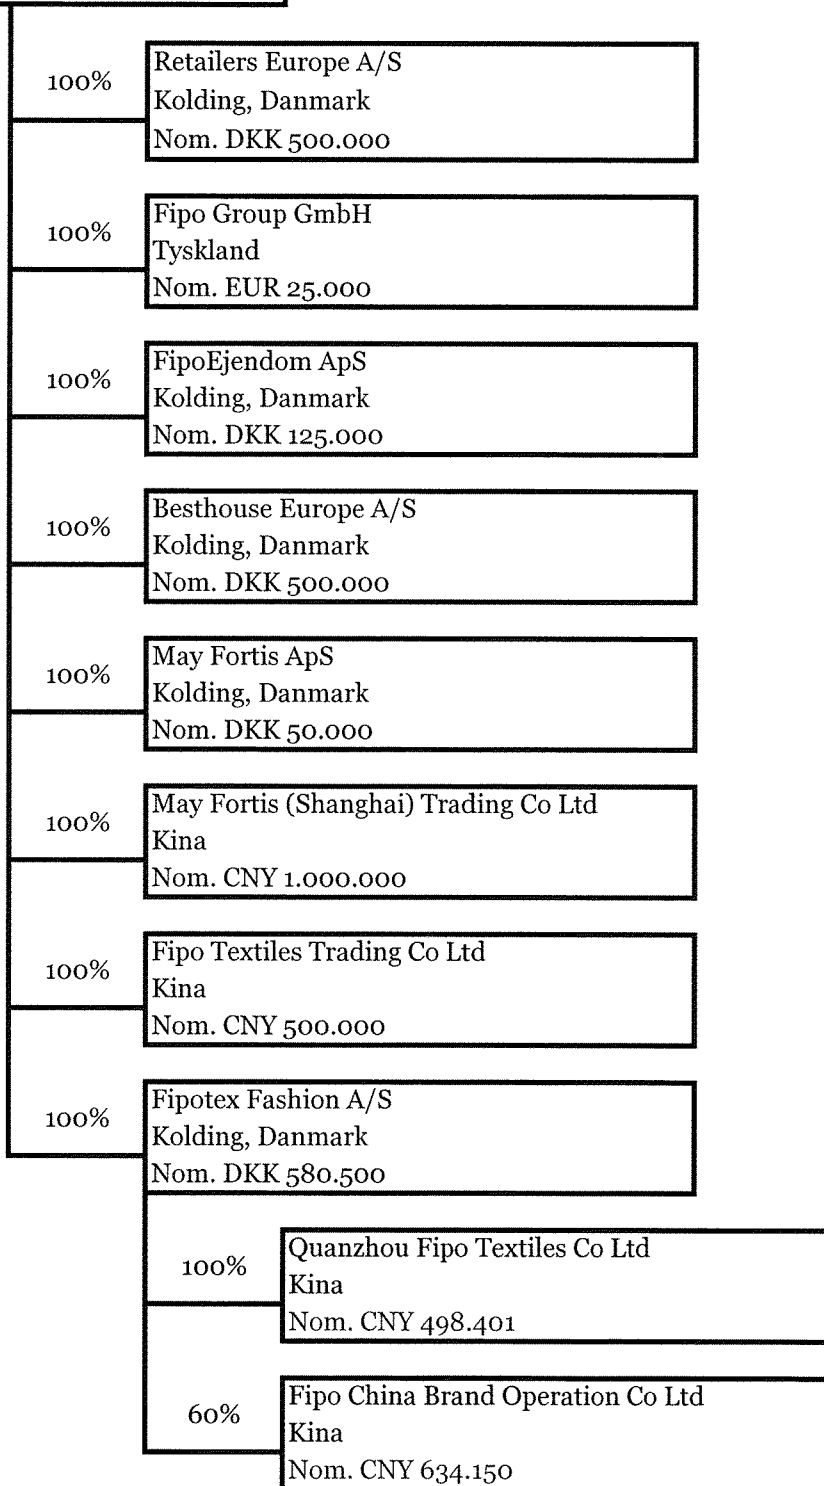 100%
Retailers Europe A/S
Kolding, Danmark
Nom. DKK 500.000
100%
Fipo Group GmbH
Tyskland
Nom. EUR 25.000
100%
FipoEjendom ApS
Kolding, Danmark
Nom. DKK 125.000
100%
Besthouse Europe A/S
Kolding, Danmark
Nom. DKK 500.000
100%
May Fortis ApS
Kolding, Danmark
Nom. DKK 50.000
100%
May Fortis (Shanghai) Trading Co Ltd
Kina
Nom. CNY 1.000.000
100%
Fipo Textiles Trading Co Ltd
Kina
Nom. CNY 500.000
100%
Fipotex Fashion A/S
Kolding, Danmark
Nom. DKK 580.500
100%
Quanzhou Fipo Textiles Co Ltd
Kina
Nom. CNY 498.401
60%
Fipo China Brand Operation Co Ltd
Kina
Nom. CNY 634.150